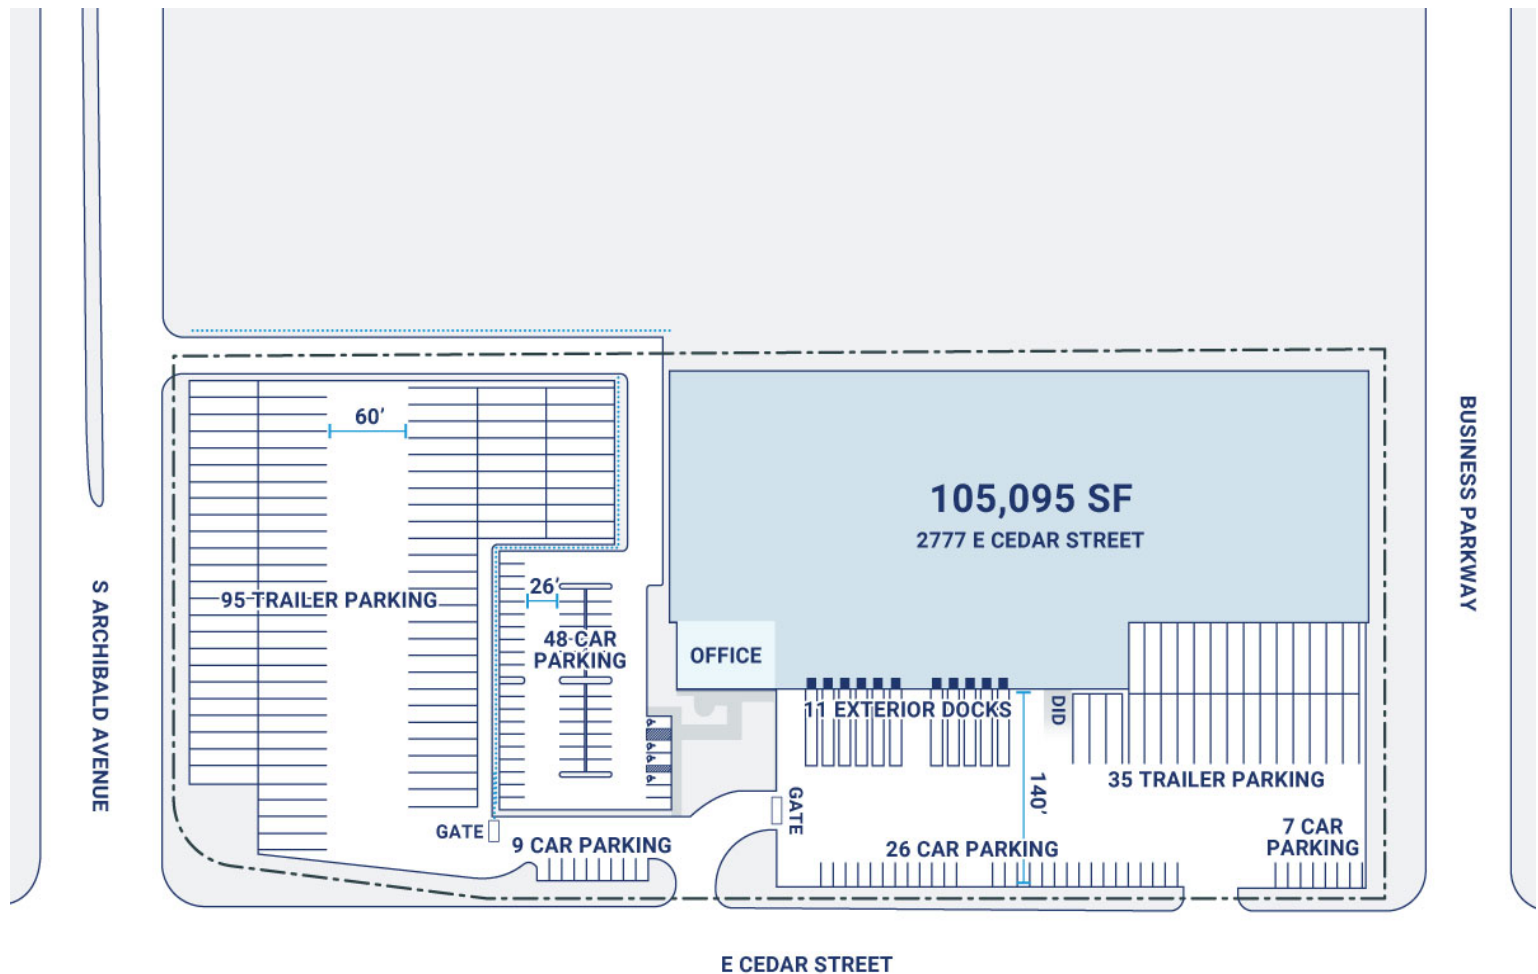 60’
105,095 SF
2777 E CEDAR STREET
BUSINESS PARKWAY
S ARCHIBALD AVENUE
95 TRAILER PARKING
26’
48 CAR
PARKING
OFFICE
11 EXTERIOR DOCKS
DID
35 TRAILER PARKING
140’
GATE
GATE
9 CAR PARKING
26 CAR PARKING
7 CAR
PARKING
E CEDAR STREET